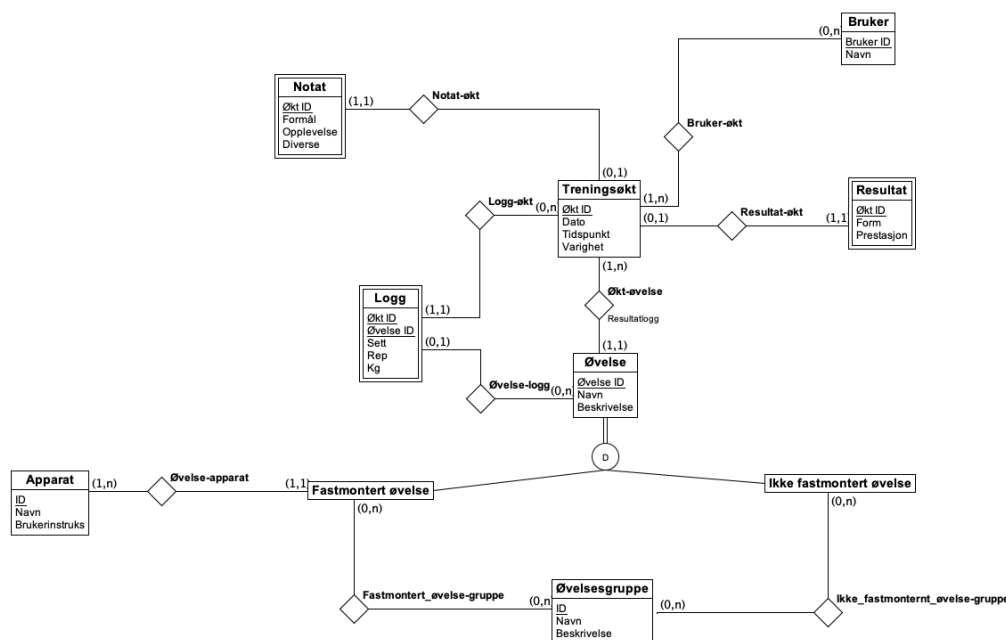 Bruker
(0,n)
Bruker ID
Navn
Notat
Økt ID
Formål
Opplevelse
Diverse
(1,1)
Notat-økt
Bruker-økt
(0,1)
Treningsøkt
Økt ID
Dato
Tidspunkt
Varighet
(1,n)
(0,1)
(1,n)
Logg-økt
(0,n)
Resultat-økt
(1,1)
Resultat
Økt ID
Form
Prestasjon
Økt-øvelse
Resultatlogg
Logg
Økt ID
Øvelse ID
Sett
Rep
Kg
(1,1)
(0,1)
(1,1)
Øvelse
Øvelse ID
Navn
Beskrivelse
Øvelse-logg
(0,n)
D
Apparat
ID
Navn
Brukerinstruks
(1,n)
Øvelse-apparat
(1,1)
Fastmontert øvelse
(0,n)
Ikke fastmontert øvelse
(0,n)
Fastmontert_øvelse-gruppe
(0,n)
Øvelsesgruppe
ID
Navn
Beskrivelse
(0,n)
Ikke_fastmonternt_øvelse-gruppe